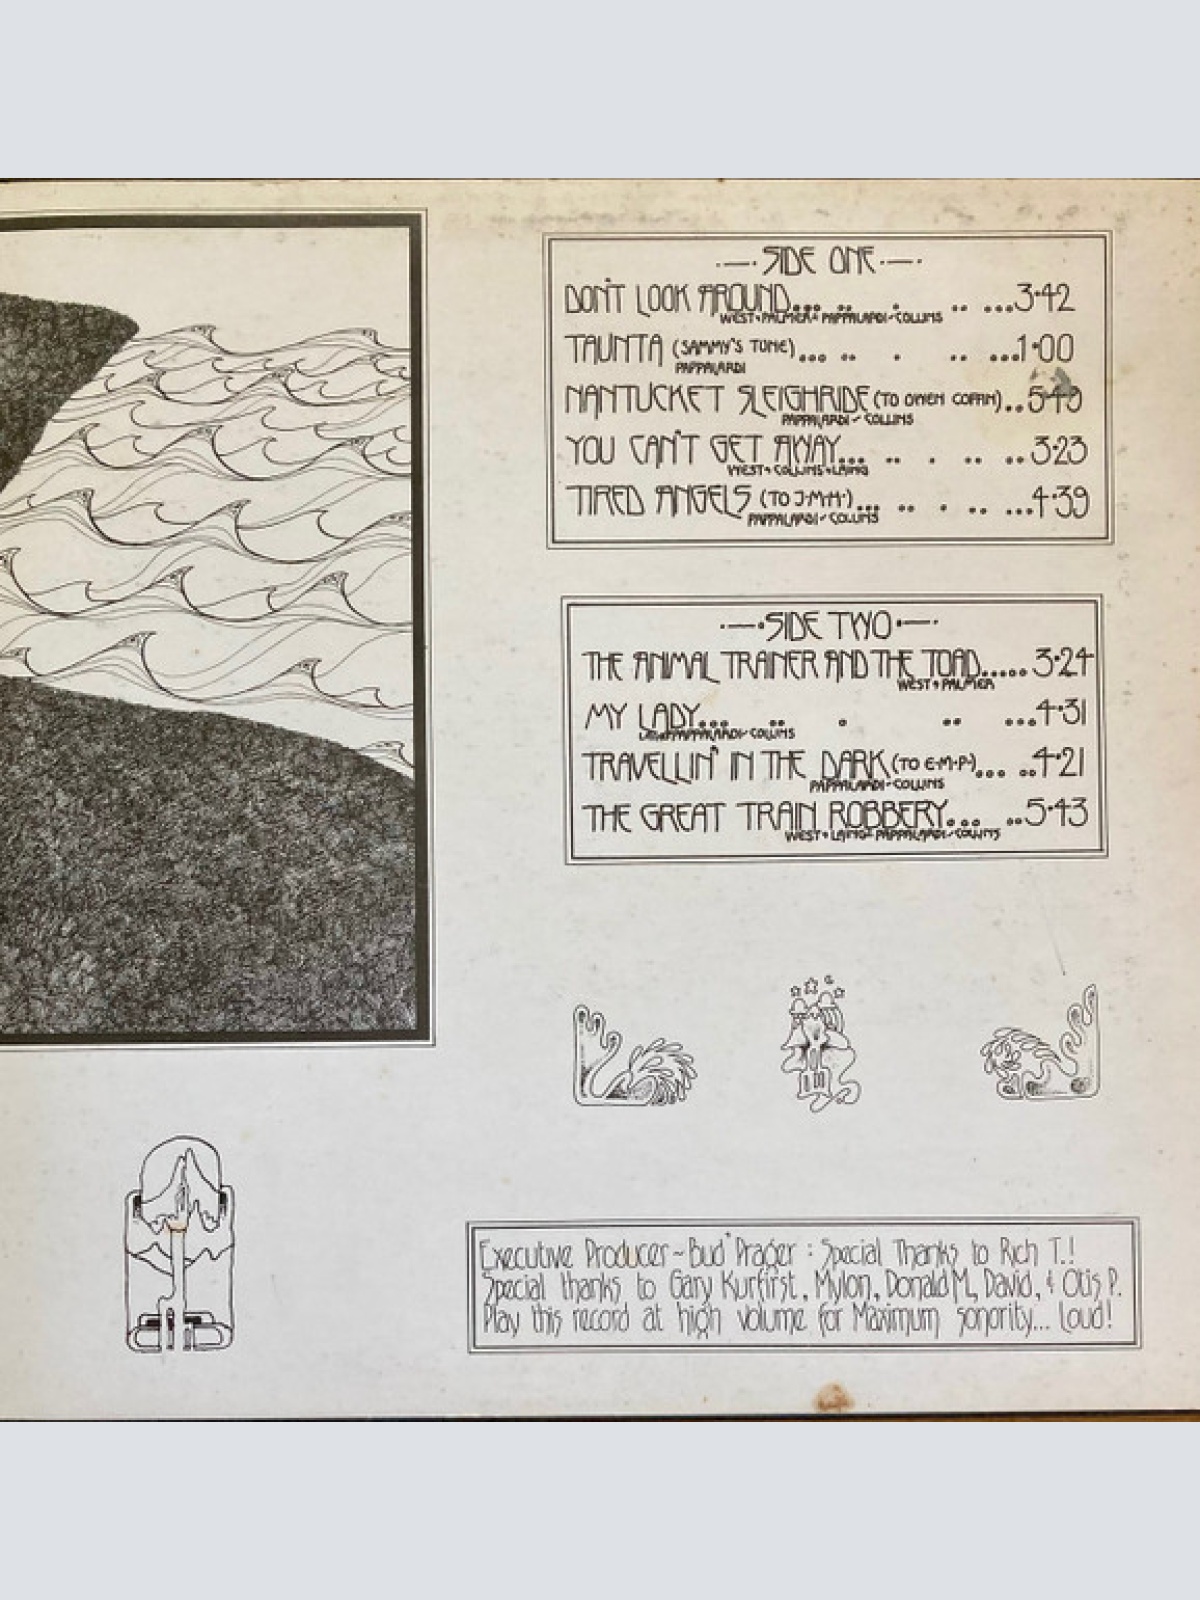 SIDE ONE
DON'T LOOK AROUND... .. . .. ...3·42
WEST·PALMER·PAPPALARDI·COLLINS
TAUNTA (SAMMY'S TUNE)... .. . .. ...1·00
PAPPALARDI
NANTUCKET SLEIGHRIDE (TO OWEN COFFIN)..5·49
PAPPALARDI·COLLINS
YOU CAN'T GET AWAY... .. . .. ..3·23
WEST·COLLINS·LAING
TIRED ANGELS (TO J·M·H·)... .. . .. ...4·39
PAPPALARDI·COLLINS
SIDE TWO
THE ANIMAL TRAINER AND THE TOAD..... 3·24
WEST·PALMER
MY LADY... .. . .. ...4·31
LAING·PAPPALARDI·COLLINS
TRAVELLIN' IN THE DARK (TO E·M·P·)... ..4·21
PAPPALARDI·COLLINS
THE GREAT TRAIN ROBBERY... ..5·43
WEST·LAING·PAPPALARDI·COLLINS
Executive Producer ~ Bud Prager : Special Thanks to Rich T.!
Special thanks to Gary Kurfirst, Mylon, Donald M, David, & Otis P.
Play this record at high volume for Maximum sonority... Loud!